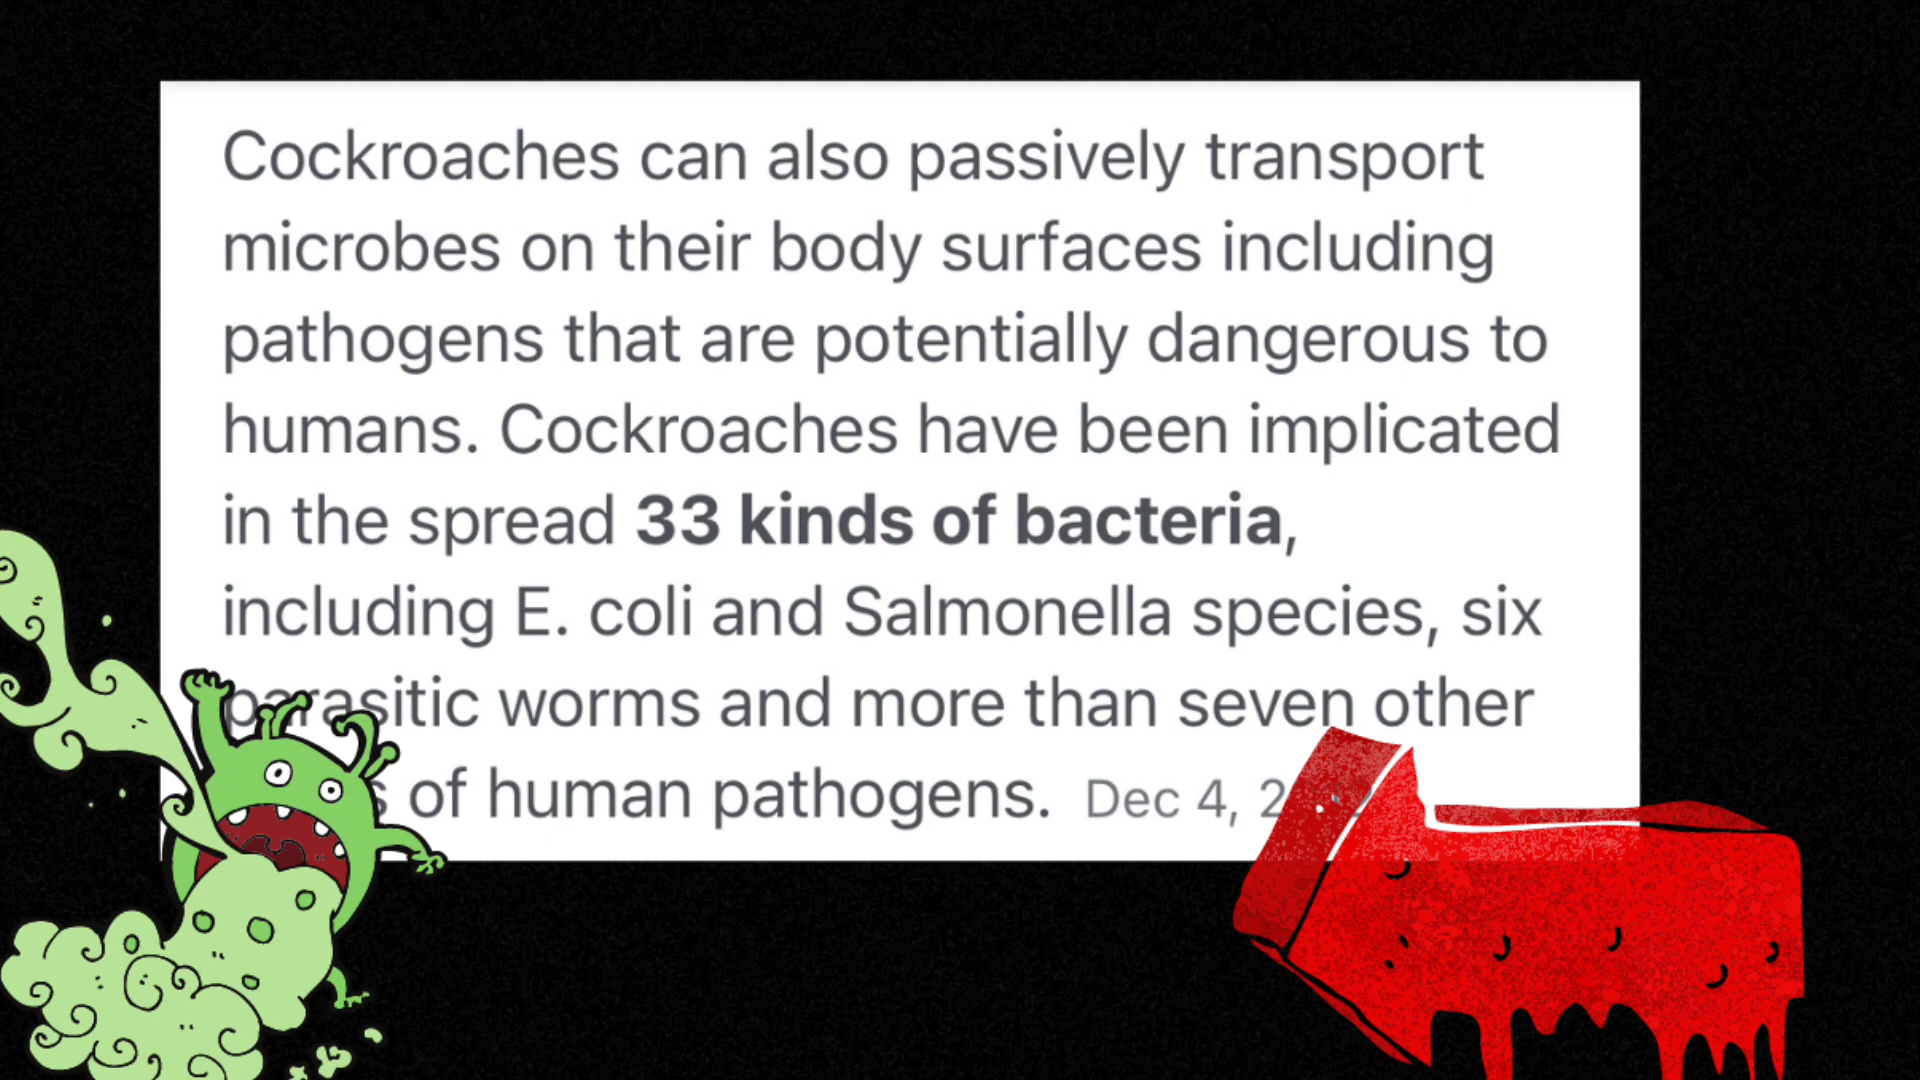 Cockroaches can also passively transport
microbes on their body surfaces including
pathogens that are potentially dangerous to
humans. Cockroaches have been implicated
in the spread 33 kinds of bacteria,
including E. coli and Salmonella species, six
parasitic worms and more than seven other
of human pathogens. Dec 4,